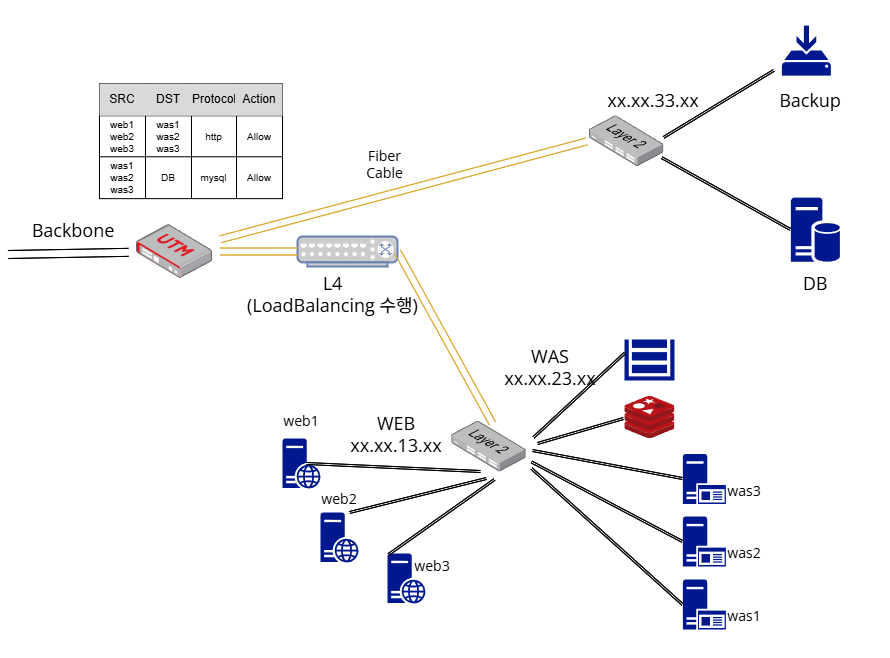 xx.xx.33.xx
Layer 2
Backup
SRC DST Protocol Action
web1
web2
web3
was1
was2
was3
http
Allow
was1
was2
was3
DB
mysql
Allow
Fiber
Cable
Backbone
UTM
L4
(LoadBalancing 수행)
DB
WAS
xx.xx.23.xx
WEB
xx.xx.13.xx
Layer 2
web1
web2
web3
was3
was2
was1